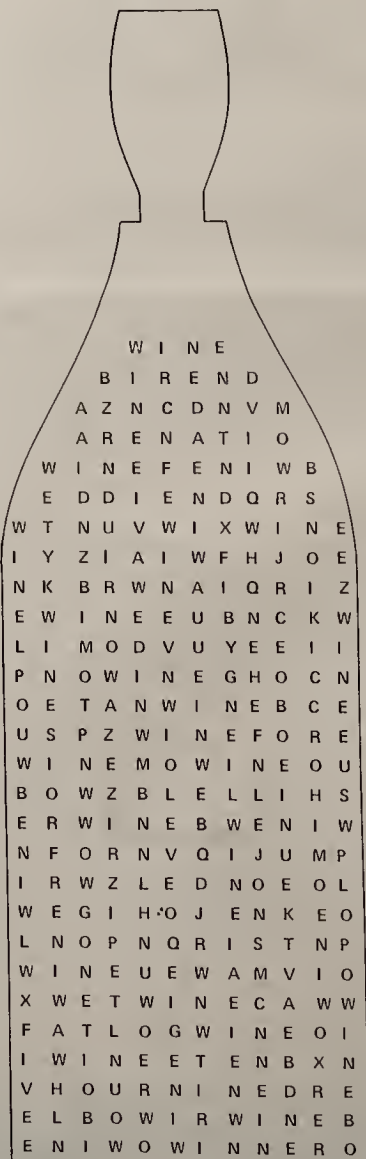 W I N E
B I R E N D
A Z N C D N V M
A R E N A T I O
W I N E F E N I W B
E D D I E N D Q R S
W T N U V W I X W I N E
I Y Z I A I W F H J O E
N K B R W N A I Q R I Z
E W I N E E U B N C K W
L I M O D V U Y E E I I
P N O W I N E G H O C N
O E T A N W I N E B C E
U S P Z W I N E F O R E
W I N E M O W I N E O U
B O W Z B L E L L I H S
E R W I N E B W E N I W
N F O R N V Q I J U M P
I R W Z L E D N O E O L
W E G I H O J E N K E O
L N O P N Q R I S T N P
W I N E U E W A M V I O
X W E T W I N E C A W W
F A T L O G W I N E O I
I W I N E E T E N B X N
V H O U R N I N E D R E
E L B O W I R W I N E B
E N I W O W I N N E R O